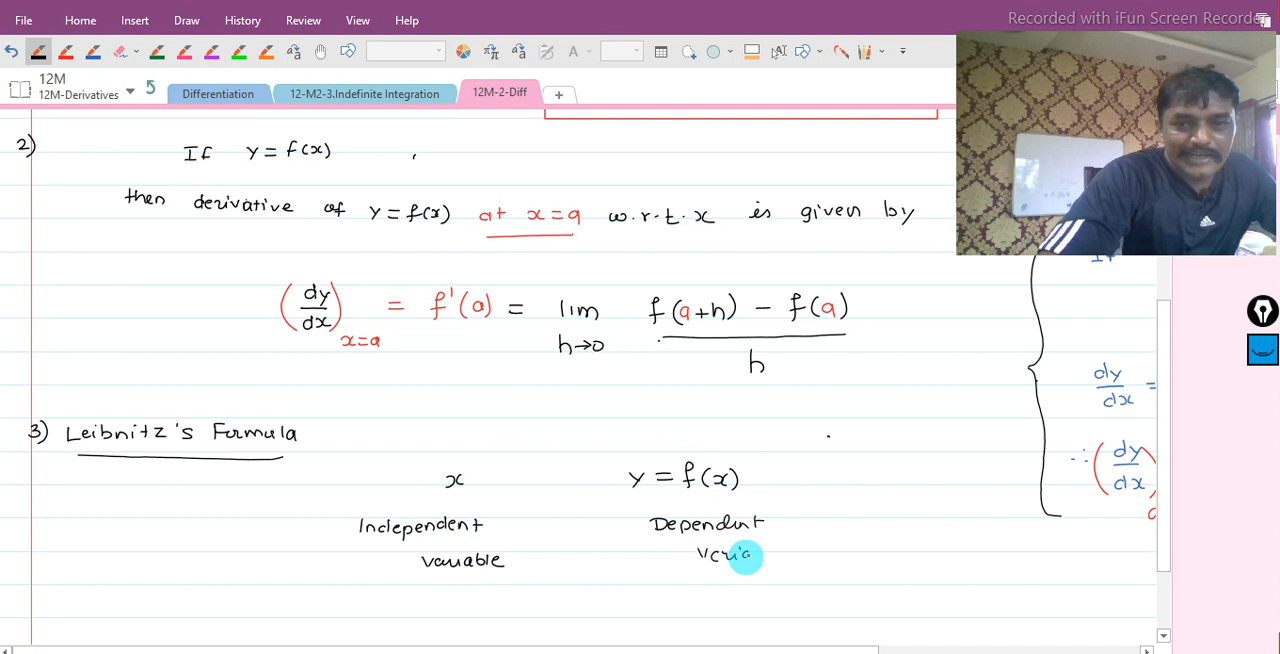 File Home Insert Draw History Review View Help
Recorded with iFun Screen Recorder
12M
12M-Derivatives
Differentiation 12-M2-3.Indefinite Integration 12M-2-Diff +
2) If y = f(x) ,
then derivative of y = f(x) at x=a w.r.t.x is given by
(dy/dx)x=a = f'(a) = lim h→0 f(a+h) - f(a) / h
If
dy/dx =
∴ (dy/dx)
3) Leibnitz's Formula
x y = f(x)
Independent Dependent
variable varia